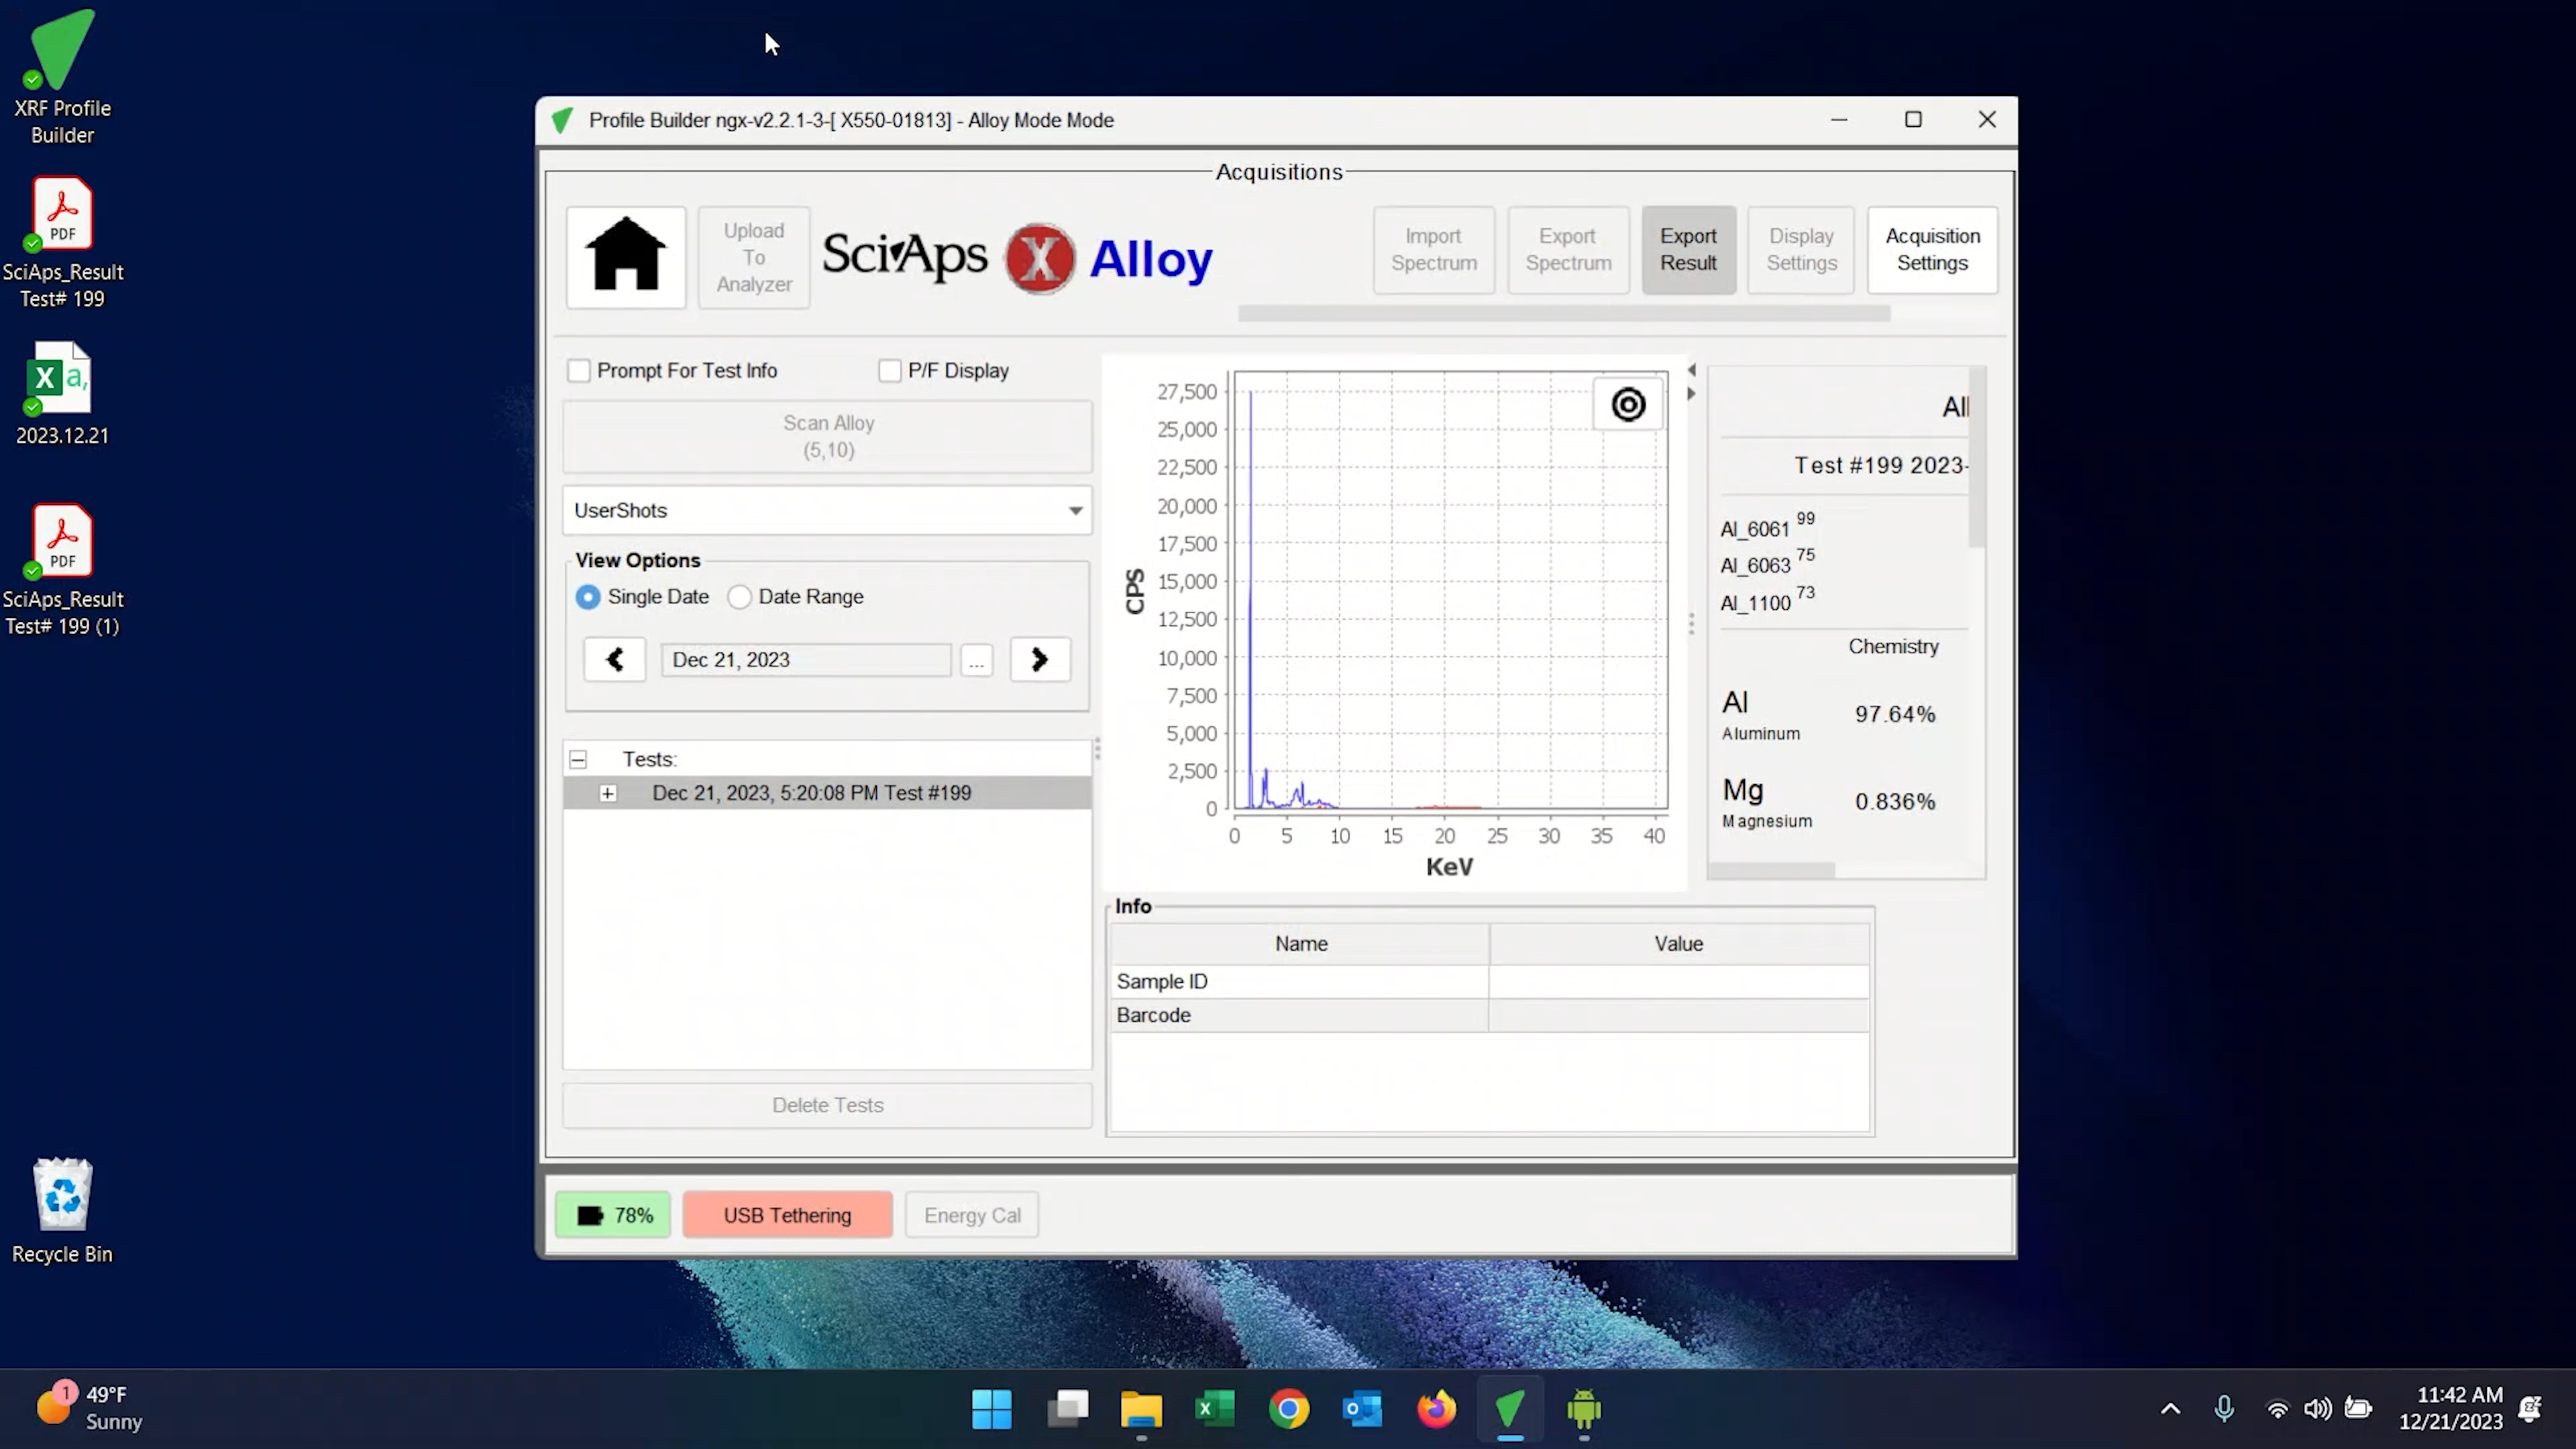 XRF Profile
Builder
PDF
SciAps_Result
Test# 199
X a,
2023.12.21
PDF
SciAps_Result
Test# 199 (1)
Recycle Bin
Profile Builder ngx-v2.2.1-3-[ X550-01813] - Alloy Mode Mode
Acquisitions
Upload
To
Analyzer
SciAps X Alloy
Import
Spectrum
Export
Spectrum
Export
Result
Display
Settings
Acquisition
Settings
Prompt For Test Info
P/F Display
Scan Alloy
(5,10)
UserShots
View Options
Single Date
Date Range
Dec 21, 2023
...
Tests:
Dec 21, 2023, 5:20:08 PM Test #199
Delete Tests
CPS
27,500
25,000
22,500
20,000
17,500
15,000
12,500
10,000
7,500
5,000
2,500
0
0 5 10 15 20 25 30 35 40
KeV
All
Test #199 2023-
Al_6061 99
Al_6063 75
Al_1100 73
Chemistry
Al 97.64%
Aluminum
Mg 0.836%
Magnesium
Info
Name Value
Sample ID
Barcode
78%
USB Tethering
Energy Cal
1
49°F
Sunny
11:42 AM
12/21/2023